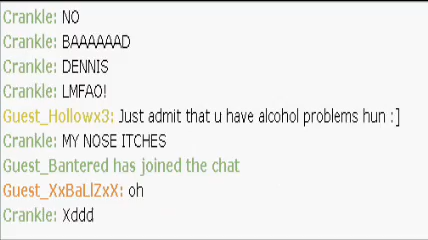 Crankle: NO
Crankle: BAAAAAAD
Crankle: DENNIS
Crankle: LMFAO!
Guest_Hollowx3: Just admit that u have alcohol problems hun :]
Crankle: MY NOSE ITCHES
Guest_Bantered has joined the chat
Guest_XxBaLlZxX: oh
Crankle: Xddd